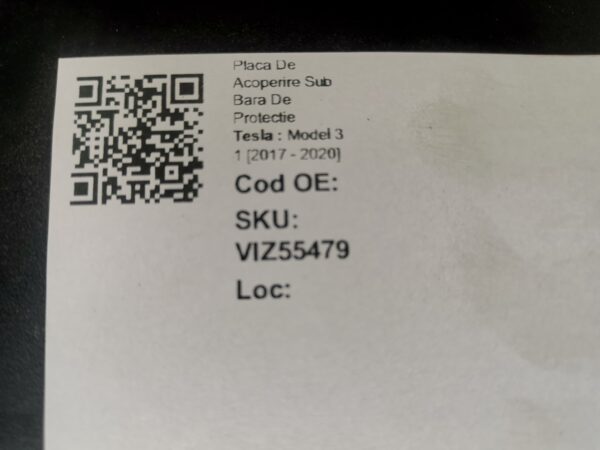 Placa De
Acoperire Sub
Bara De
Protectie
Tesla : Model 3
1 [2017 - 2020]
Cod OE:
SKU:
VIZ55479
Loc: